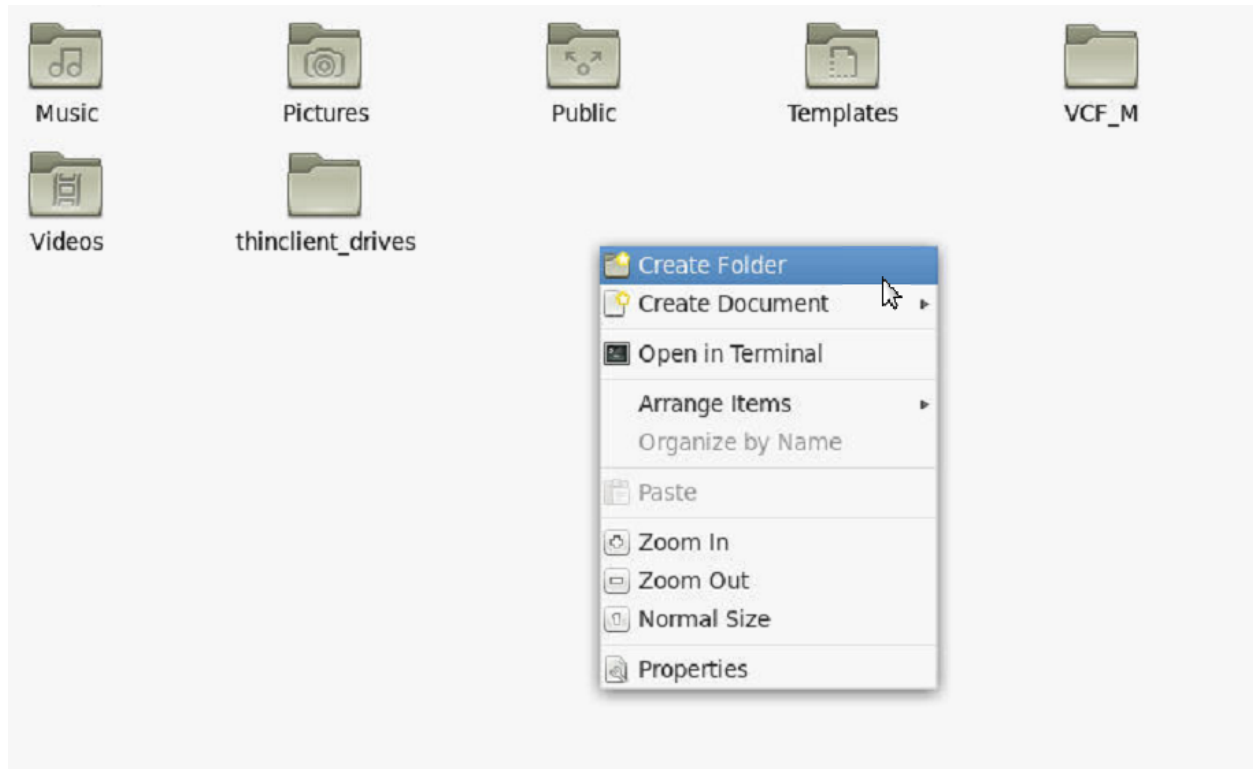 Music Pictures Public Templates VCF_M
Videos thinclient_drives
Create Folder
Create Document
Open in Terminal
Arrange Items
Organize by Name
Paste
Zoom In
Zoom Out
Normal Size
Properties